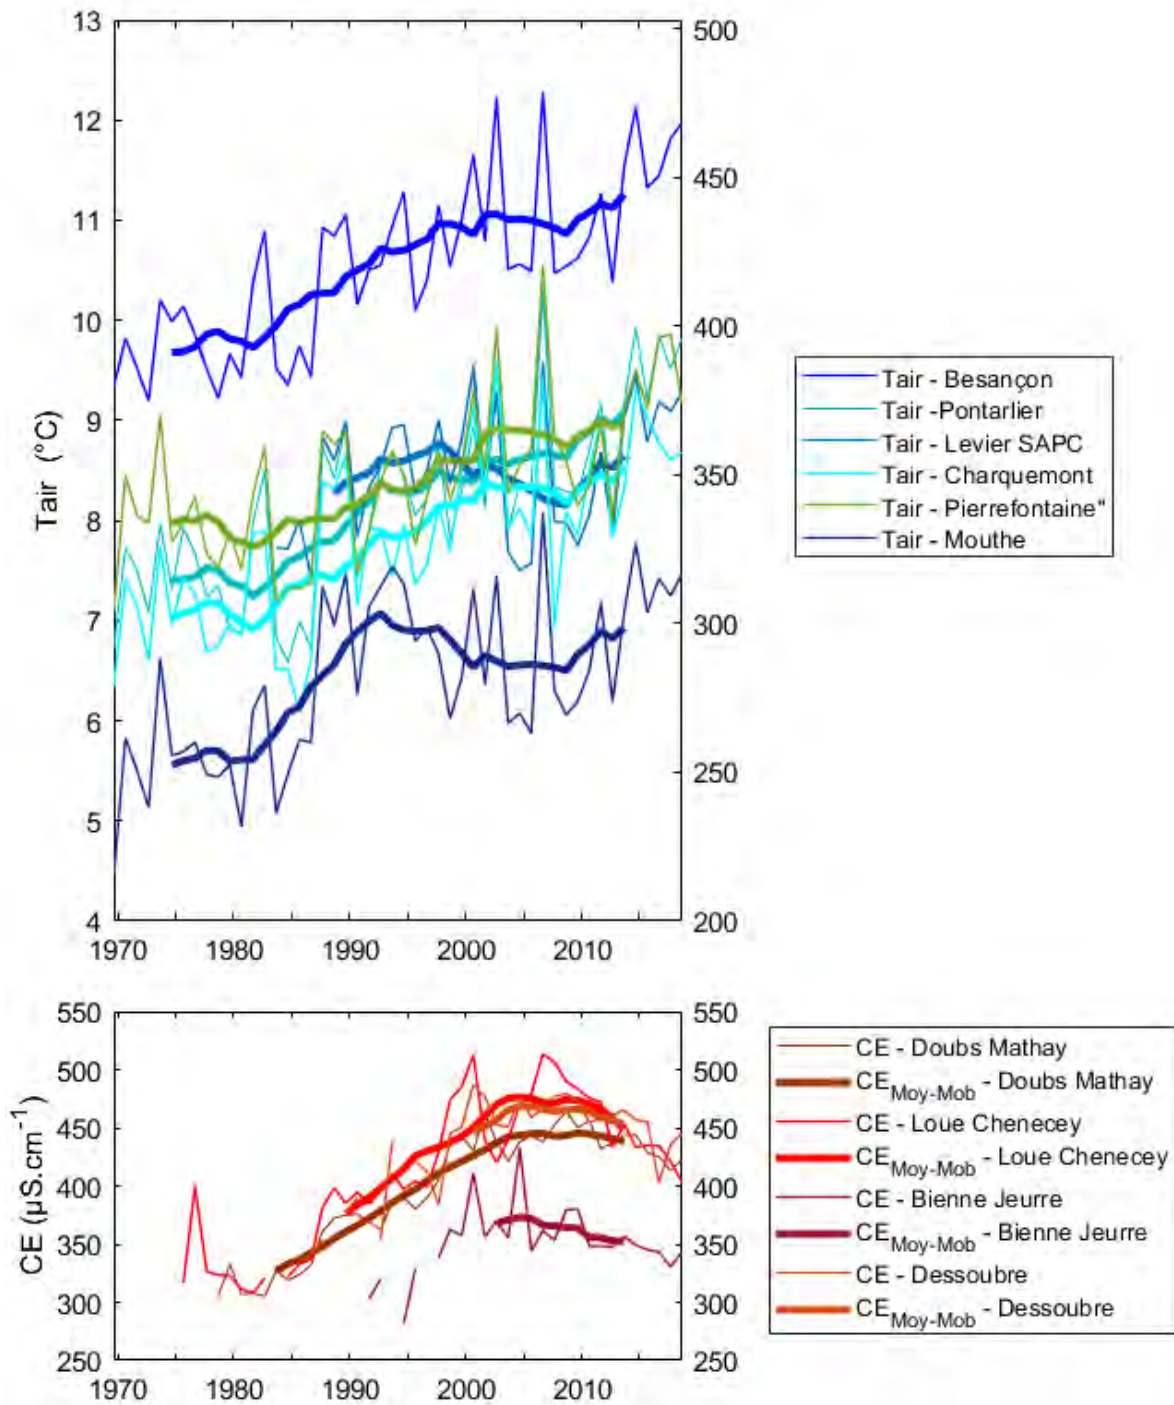 13
12
11
10
9
8
7
6
5
4
Tair (°C)
500
450
400
350
300
250
200
1970 1980 1990 2000 2010
Tair - Besançon
Tair -Pontarlier
Tair - Levier SAPC
Tair - Charquemont
Tair - Pierrefontaine"
Tair - Mouthe
550
500
450
400
350
300
250
CE (µS.cm-1)
550
500
450
400
350
300
250
1970 1980 1990 2000 2010
CE - Doubs Mathay
CEMoy-Mob - Doubs Mathay
CE - Loue Chenecey
CEMoy-Mob - Loue Chenecey
CE - Bienne Jeurre
CEMoy-Mob - Bienne Jeurre
CE - Dessoubre
CEMoy-Mob - Dessoubre